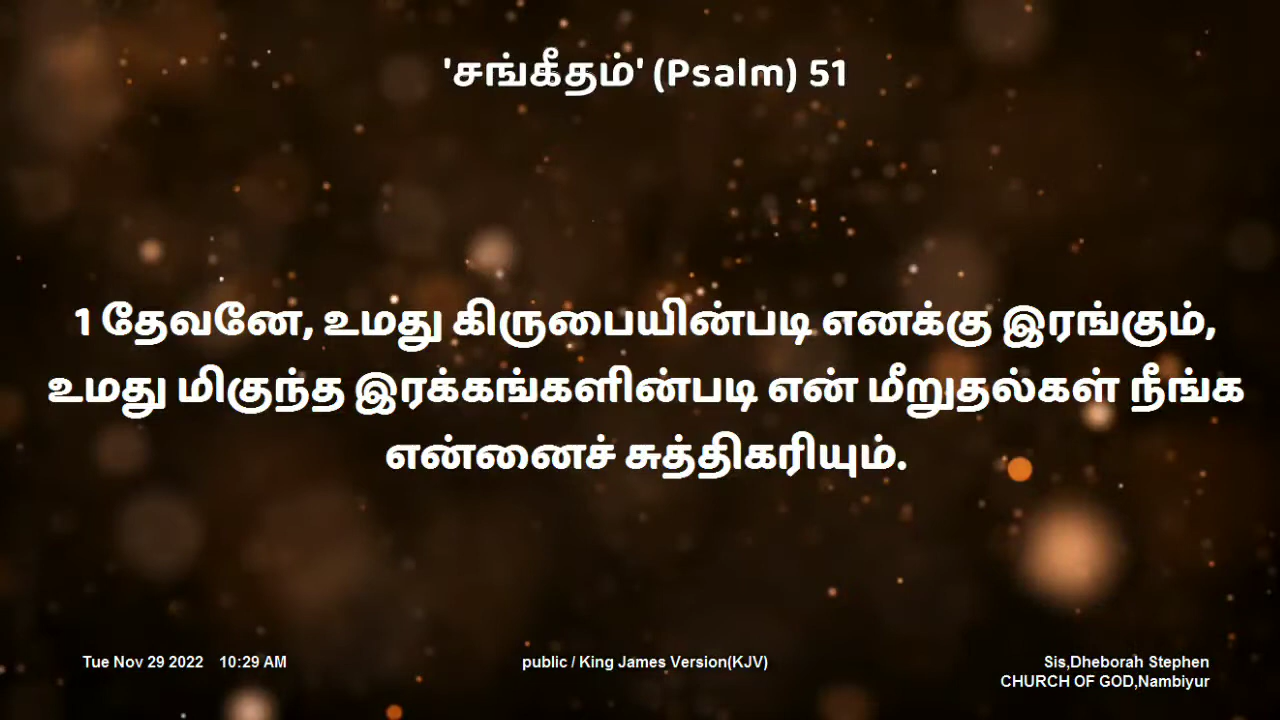 'சங்கீதம்' (Psalm) 51
1 தேவனே, உமது கிருபையின்படி எனக்கு இரங்கும்,
உமது மிகுந்த இரக்கங்களின்படி என் மீறுதல்கள் நீங்க
என்னைச் சுத்திகரியும்.
Tue Nov 29 2022 10:29 AM
public / King James Version(KJV)
Sis,Dheborah Stephen
CHURCH OF GOD,Nambiyur